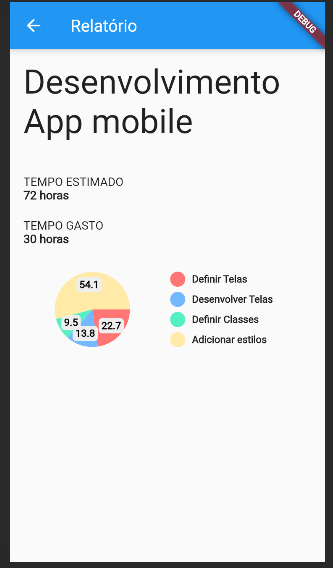 Relatório
DEBUG
Desenvolvimento
App mobile
TEMPO ESTIMADO
72 horas
TEMPO GASTO
30 horas
54.1
9.5
13.8
22.7
Definir Telas
Desenvolver Telas
Definir Classes
Adicionar estilos